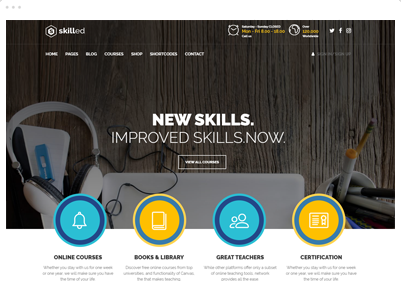 skilled
Saturday - Sunday CLOSED
Mon - Fri 8.00 - 18.00
Call us
Over
120.000
Worldwide
HOME PAGES BLOG COURSES SHOP SHORTCODES CONTACT
NEW SKILLS.
IMPROVED SKILLS.NOW.
VIEW ALL COURSES
ONLINE COURSES
Whether you stay with us for one week
or one year, we will make sure you have
the time of your life
BOOKS & LIBRARY
Discover free online courses from top
universities, and functionality of Canvas,
the that makes teaching.
GREAT TEACHERS
While other platforms offer only a subset
of online teaching tools, network
provides at the ease
CERTIFICATION
Whether you stay with us for one week
or one year, we will make sure you have
the time of your life